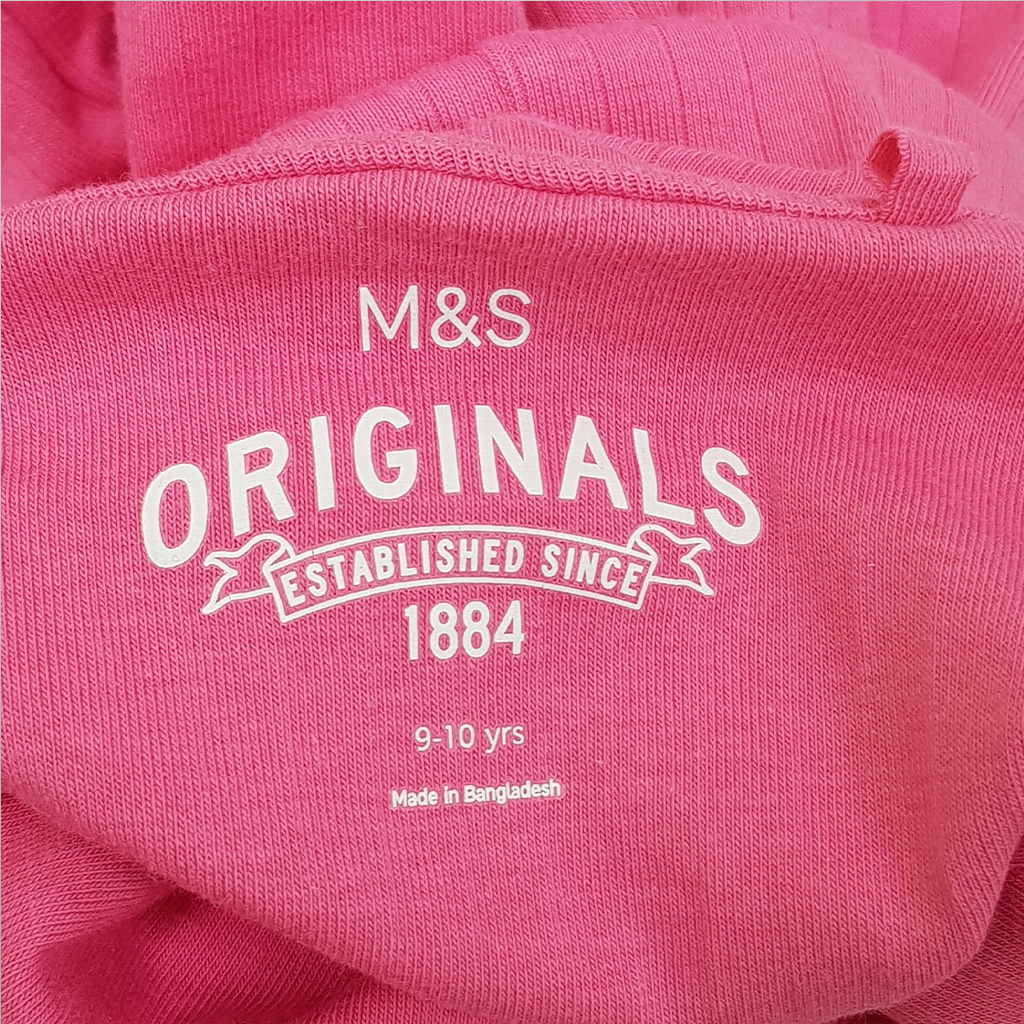 M&S
ORIGINALS
ESTABLISHED SINCE
1884
9-10 yrs
Made in Bangladesh